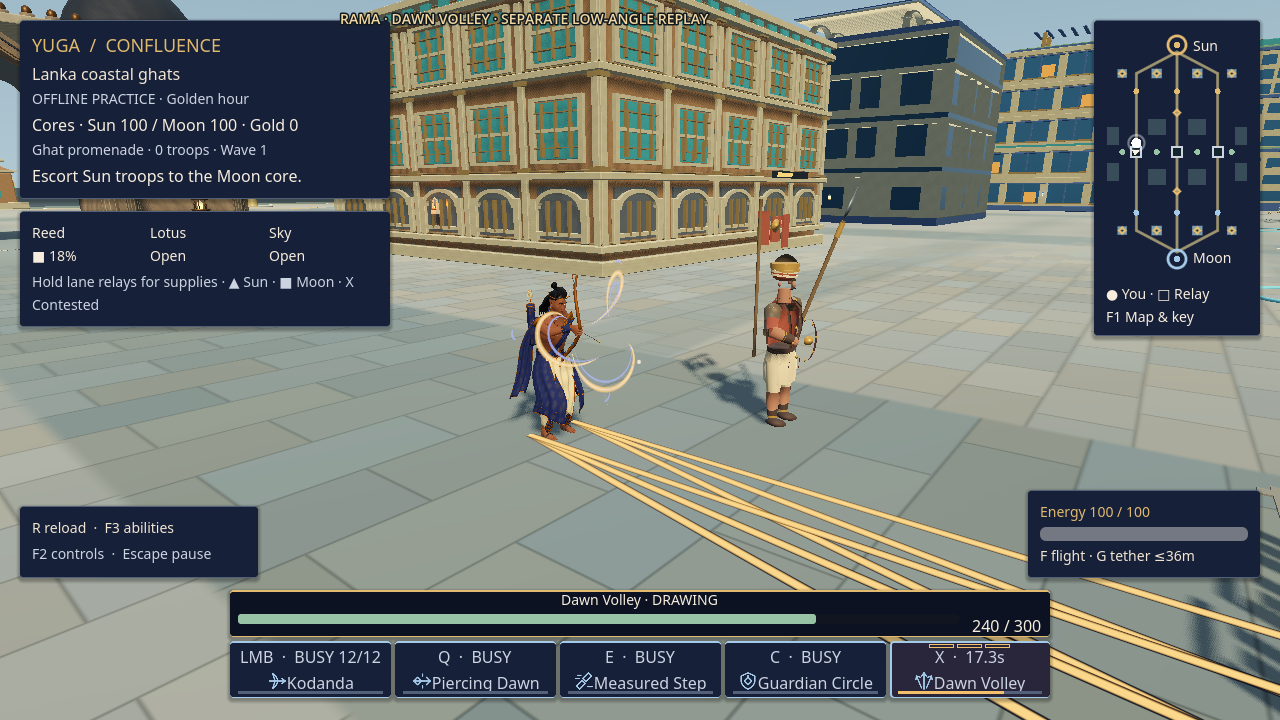 RAMA · DAWN VOLLEY · SEPARATE LOW-ANGLE REPLAY
YUGA / CONFLUENCE
Lanka coastal ghats
OFFLINE PRACTICE · Golden hour
Cores · Sun 100 / Moon 100 · Gold 0
Ghat promenade · 0 troops · Wave 1
Escort Sun troops to the Moon core.
Reed Lotus Sky
■ 18% Open Open
Hold lane relays for supplies · ▲ Sun · ■ Moon · X
Contested
Sun
Moon
● You · □ Relay
F1 Map & key
R reload · F3 abilities
F2 controls · Escape pause
Energy 100 / 100
F flight · G tether ≤36m
Dawn Volley · DRAWING
240 / 300
LMB · BUSY 12/12
Kodanda
Q · BUSY
Piercing Dawn
E · BUSY
Measured Step
C · BUSY
Guardian Circle
X · 17.3s
Dawn Volley